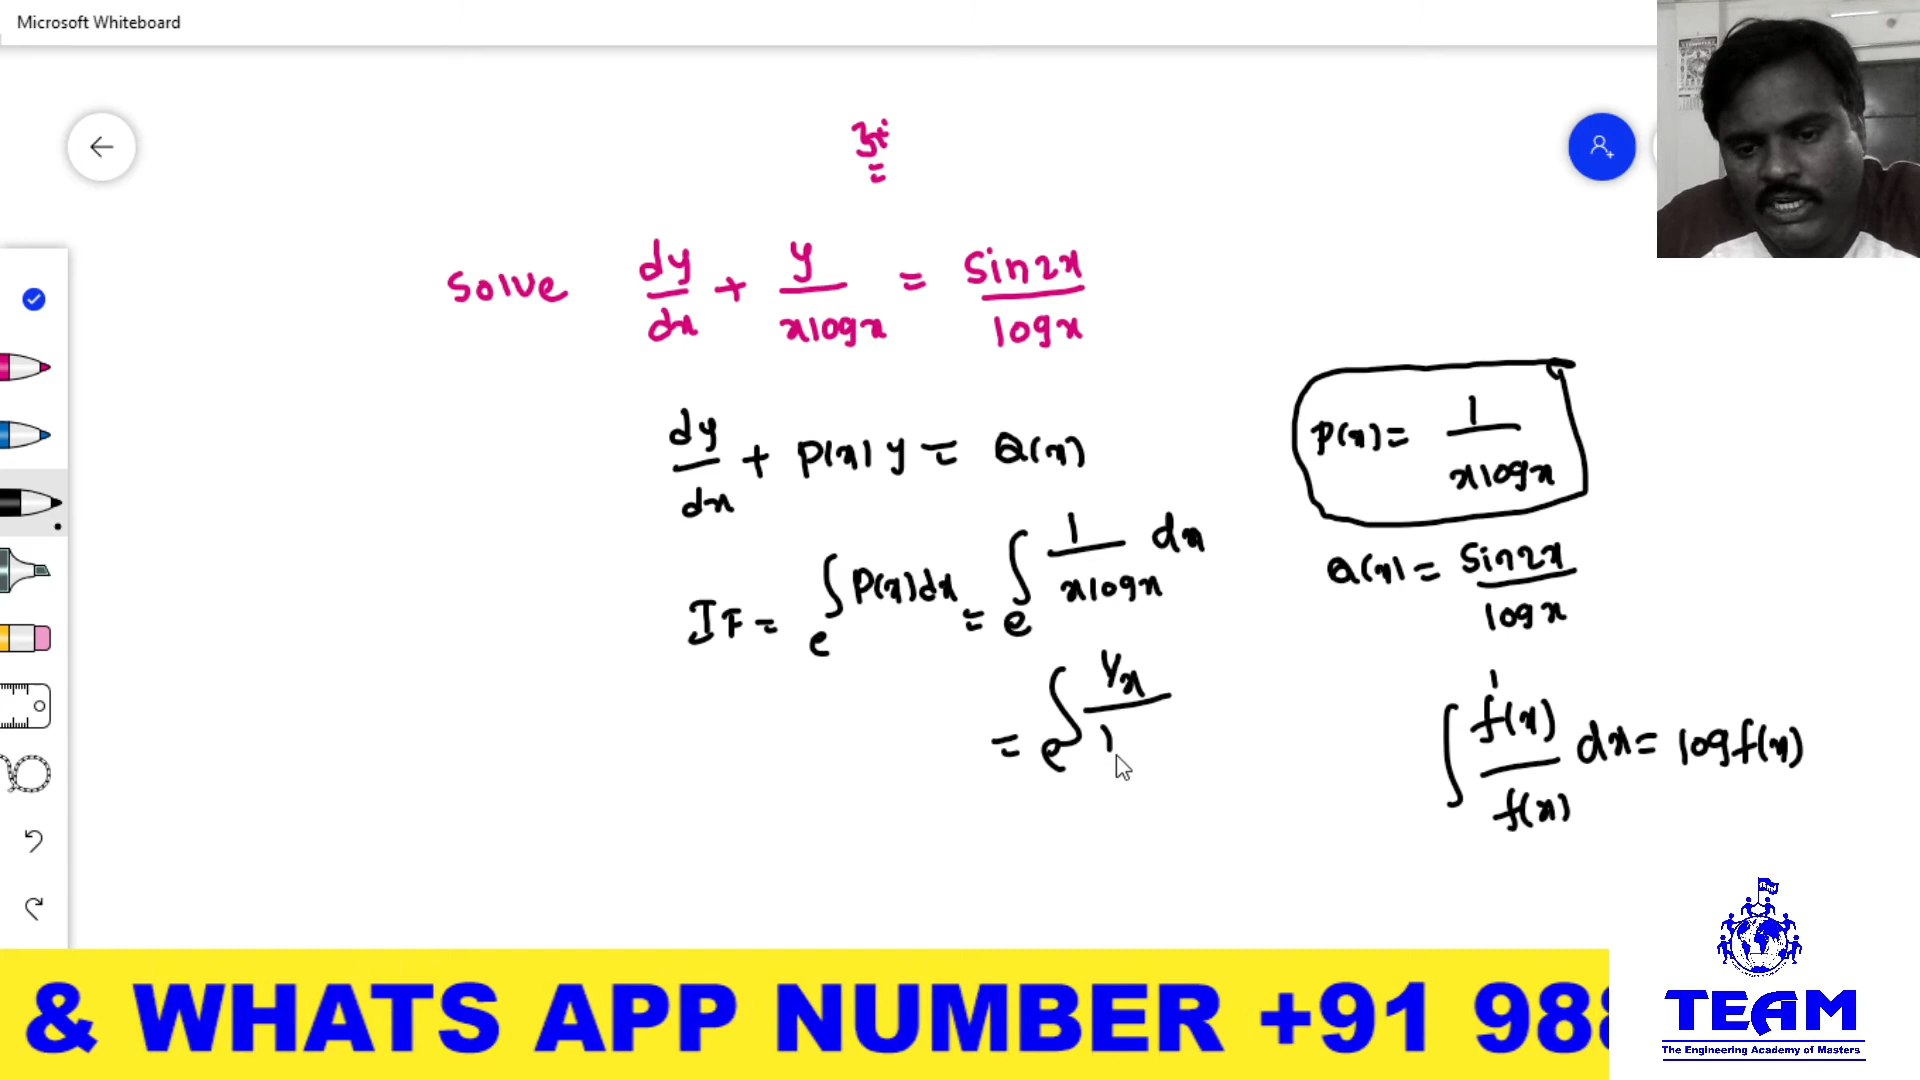 Microsoft Whiteboard
Solve dy/dx + y/xlogx = Sin2x/logx
dy/dx + P(x) y = Q(x)
P(x) = 1/xlogx
IF = e^∫P(x)dx = e^∫ 1/xlogx dx
Q(x) = Sin2x/logx
= e^∫ 1/x / l
∫ f'(x)/f(x) dx = logf(x)
& WHATS APP NUMBER +91 98
TEAM
The Engineering Academy of Masters